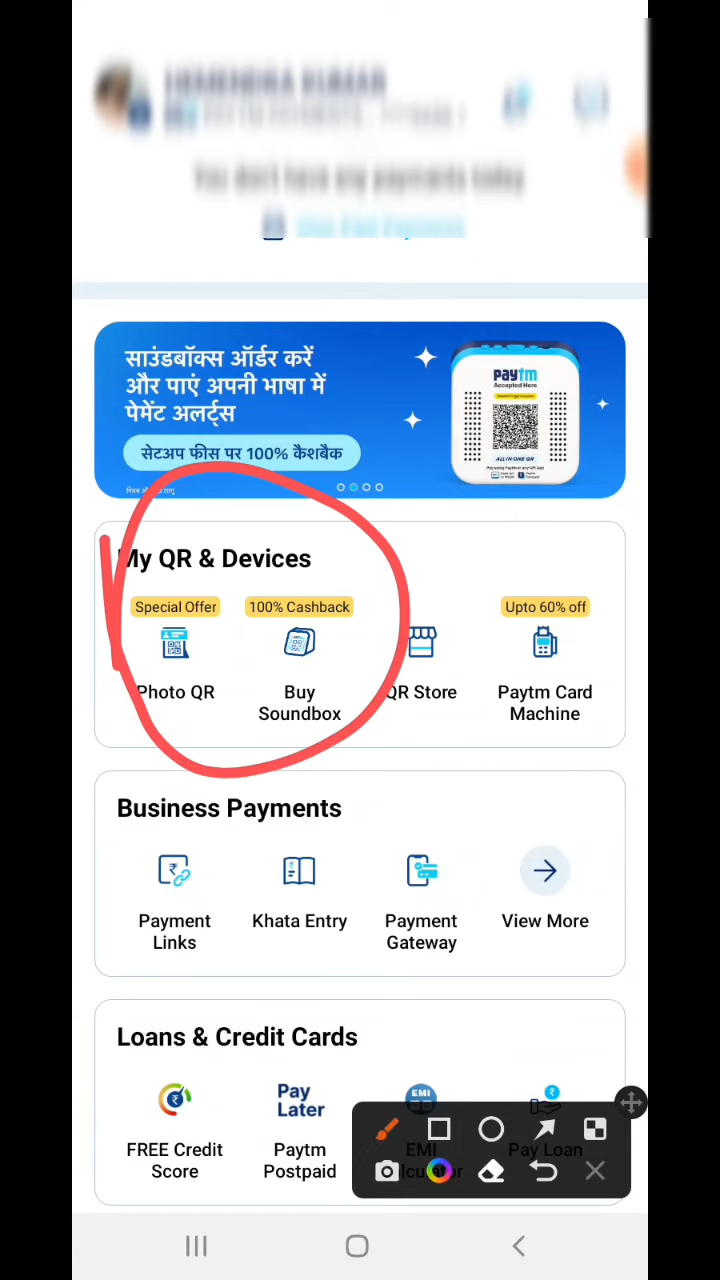 साउंडबॉक्स ऑर्डर करें
और पाएं अपनी भाषा में
पेमेंट अलर्ट्स
सेटअप फीस पर 100% कैशबैक
paytm
Accepted Here
ALL IN ONE QR
My QR & Devices
Special Offer
100% Cashback
Upto 60% off
Photo QR
Buy
Soundbox
QR Store
Paytm Card
Machine
Business Payments
Payment
Links
Khata Entry
Payment
Gateway
View More
Loans & Credit Cards
Pay
Later
EMI
FREE Credit
Score
Paytm
Postpaid
EMI
Pay Loan